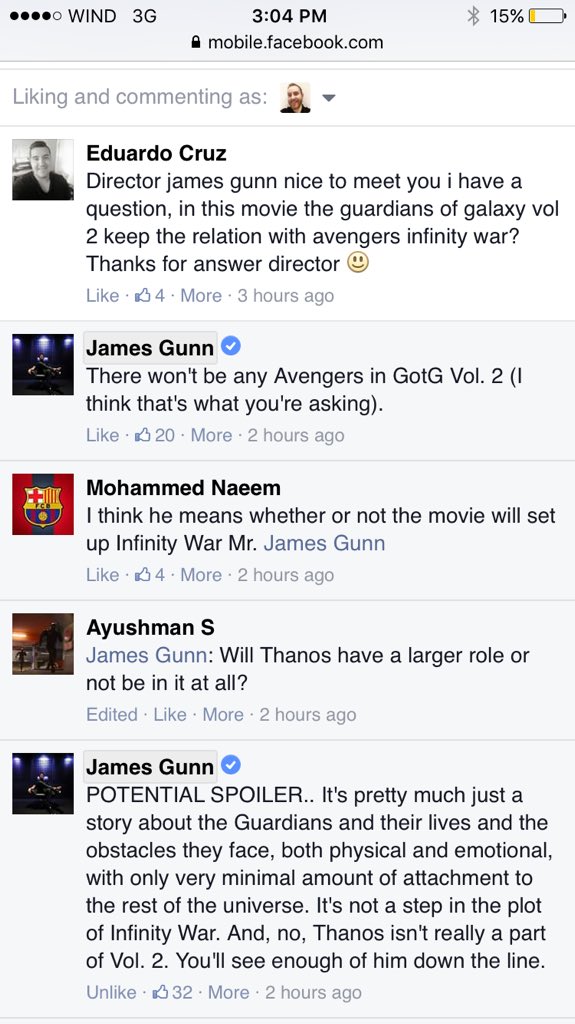 WIND 3G 3:04 PM 15%
mobile.facebook.com
Liking and commenting as:
Eduardo Cruz
Director james gunn nice to meet you i have a
question, in this movie the guardians of galaxy vol
2 keep the relation with avengers infinity war?
Thanks for answer director 🙂
Like · 4 · More · 3 hours ago
James Gunn
There won't be any Avengers in GotG Vol. 2 (I
think that's what you're asking).
Like · 20 · More · 2 hours ago
FCB
Mohammed Naeem
I think he means whether or not the movie will set
up Infinity War Mr. James Gunn
Like · 4 · More · 2 hours ago
Ayushman S
James Gunn: Will Thanos have a larger role or
not be in it at all?
Edited · Like · More · 2 hours ago
James Gunn
POTENTIAL SPOILER.. It's pretty much just a
story about the Guardians and their lives and the
obstacles they face, both physical and emotional,
with only very minimal amount of attachment to
the rest of the universe. It's not a step in the plot
of Infinity War. And, no, Thanos isn't really a part
of Vol. 2. You'll see enough of him down the line.
Unlike · 32 · More · 2 hours ago